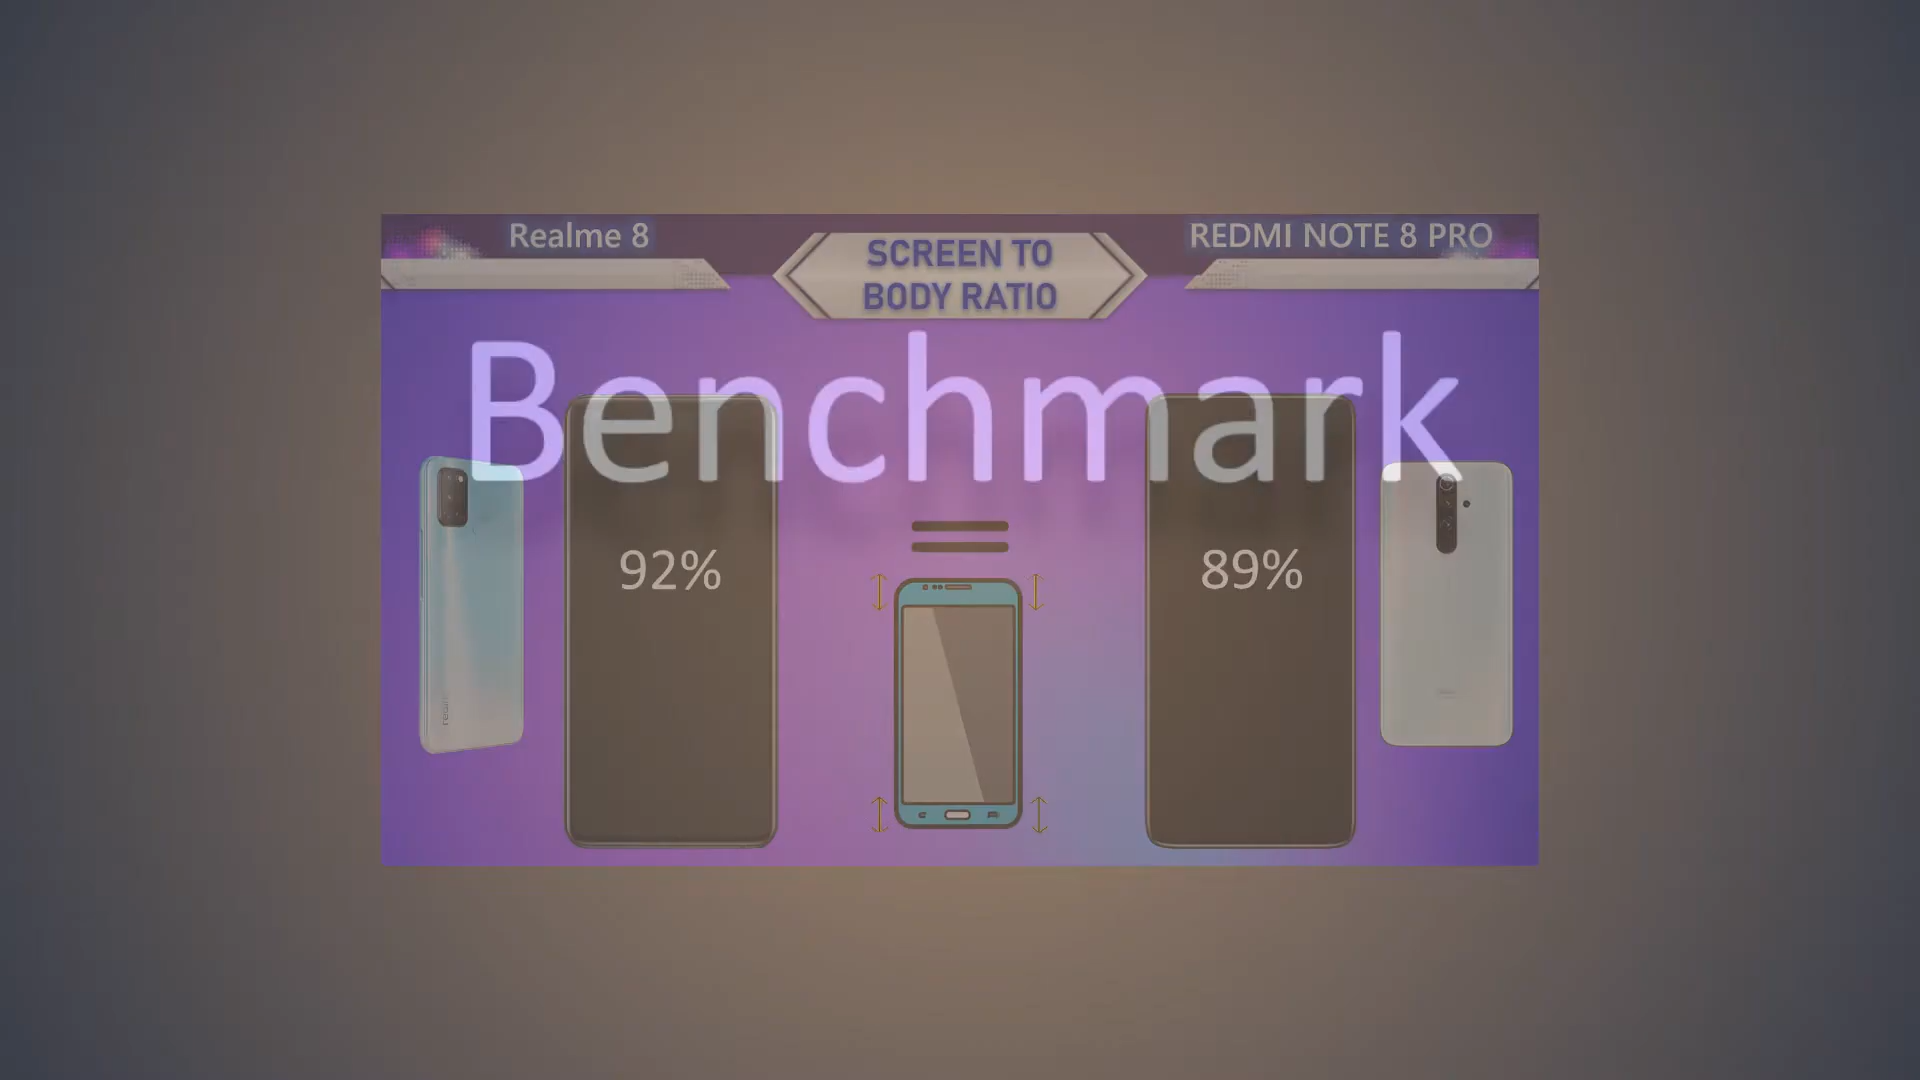 Realme 8
SCREEN TO
BODY RATIO
REDMI NOTE 8 PRO
Benchmark
92%
89%